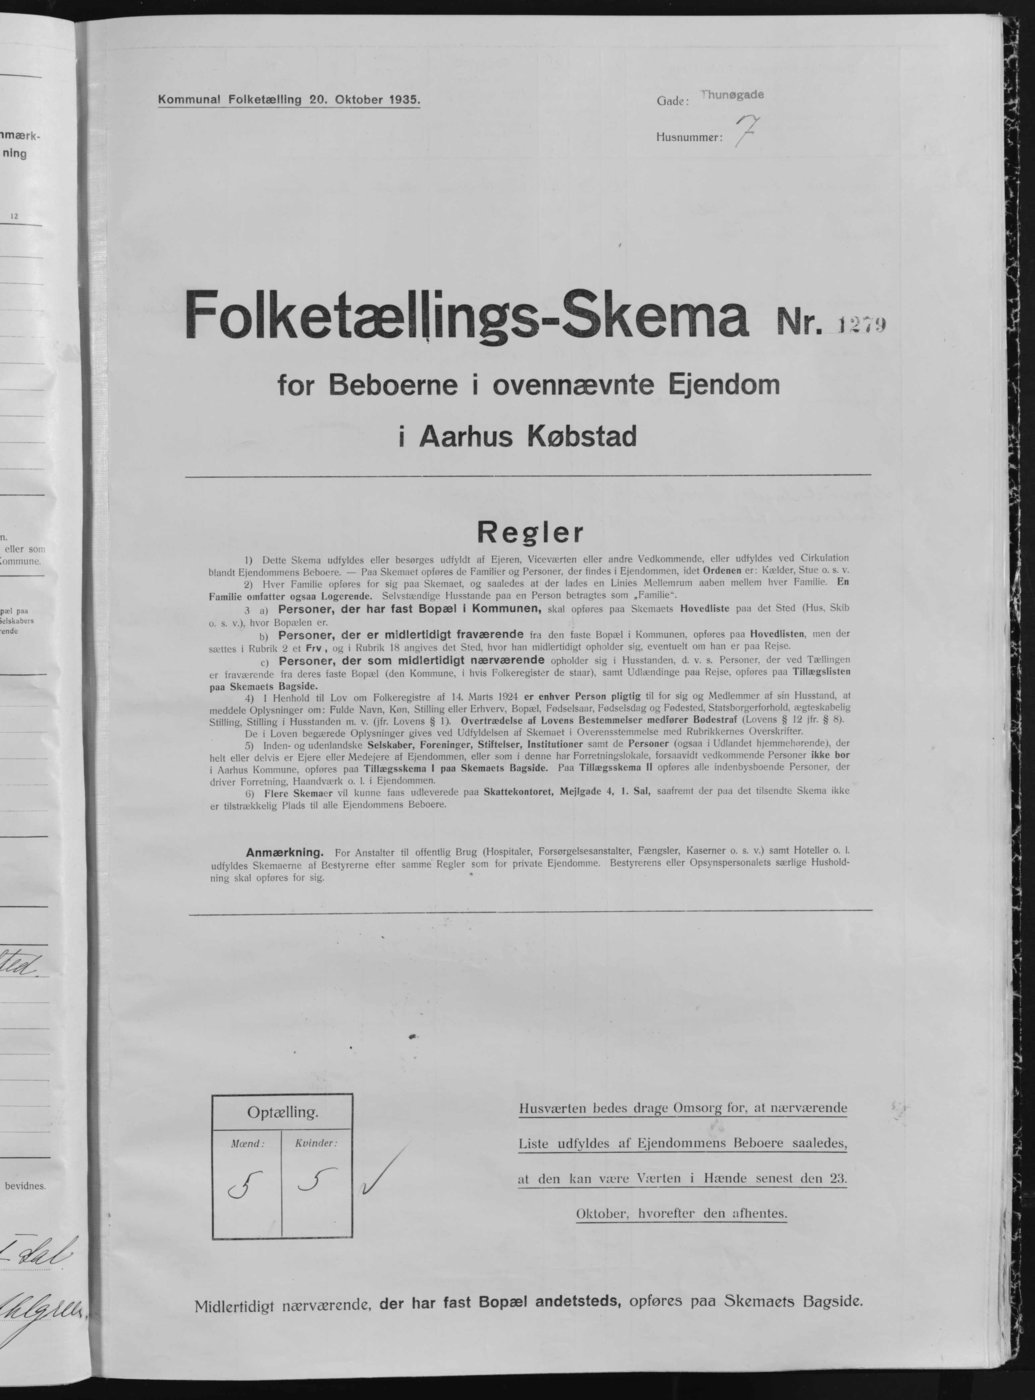 nmærk-
ning
12
n.
eller som
Kommune.
pæl paa
Selskabers
rende
ted.
bevidnes.
Sal
Kommunal Folketælling 20. Oktober 1935.
Gade: Thunøgade
Husnummer: 7
Folketællings-Skema Nr. 1279
for Beboerne i ovennævnte Ejendom
i Aarhus Købstad
Regler
1) Dette Skema udfyldes eller besørges udfyldt af Ejeren, Viceværten eller andre Vedkommende, eller udfyldes ved Cirkulation
blandt Ejendommens Beboere. — Paa Skemaet opføres de Familier og Personer, der findes i Ejendommen, idet Ordenen er: Kælder, Stue o. s. v.
2) Hver Familie opføres for sig paa Skemaet, og saaledes at der lades en Linies Mellemrum aaben mellem hver Familie. En
Familie omfatter ogsaa Logerende. Selvstændige Husstande paa en Person betragtes som „Familie“.
3 a) Personer, der har fast Bopæl i Kommunen, skal opføres paa Skemaets Hovedliste paa det Sted (Hus, Skib
o. s. v.), hvor Bopælen er.
b) Personer, der er midlertidigt fraværende fra den faste Bopæl i Kommunen, opføres paa Hovedlisten, men der
sættes i Rubrik 2 et Frv, og i Rubrik 18 angives det Sted, hvor han midlertidigt opholder sig, eventuelt om han er paa Rejse.
c) Personer, der som midlertidigt nærværende opholder sig i Husstanden, d. v. s. Personer, der ved Tællingen
er fraværende fra deres faste Bopæl (den Kommune, i hvis Folkeregister de staar), samt Udlændinge paa Rejse, opføres paa Tillægslisten
paa Skemaets Bagside.
4) I Henhold til Lov om Folkeregistre af 14. Marts 1924 er enhver Person pligtig til for sig og Medlemmer af sin Husstand, at
meddele Oplysninger om: Fulde Navn, Køn, Stilling eller Erhverv, Bopæl, Fødselsaar, Fødselsdag og Fødested, Statsborgerforhold, ægteskabelig
Stilling, Stilling i Husstanden m. v. (jfr. Lovens § 1). Overtrædelse af Lovens Bestemmelser medfører Bødestraf (Lovens § 12 jfr. § 8).
De i Loven begærede Oplysninger gives ved Udfyldelsen af Skemaet i Overensstemmelse med Rubrikkernes Overskrifter.
5) Inden- og udenlandske Selskaber, Foreninger, Stiftelser, Institutioner samt de Personer (ogsaa i Udlandet hjemmehørende), der
helt eller delvis er Ejere eller Medejere af Ejendommen, eller som i denne har Forretningslokale, forsaavidt vedkommende Personer ikke bor
i Aarhus Kommune, opføres paa Tillægsskema I paa Skemaets Bagside. Paa Tillægsskema II opføres alle indenbysboende Personer, der
driver Forretning, Haandværk o. l. i Ejendommen.
6) Flere Skemaer vil kunne faas udleverede paa Skattekontoret, Mejlgade 4, 1. Sal, saafremt der paa det tilsendte Skema ikke
er tilstrækkelig Plads til alle Ejendommens Beboere.
Anmærkning. For Anstalter til offentlig Brug (Hospitaler, Forsørgelsesanstalter, Fængsler, Kaserner o. s. v.) samt Hoteller o. l.
udfyldes Skemaerne af Bestyrerne efter samme Regler som for private Ejendomme. Bestyrerens eller Opsynspersonalets særlige Hushold-
ning skal opføres for sig.
Optælling.
Mænd: Kvinder:
5 5 ✓
Husværten bedes drage Omsorg for, at nærværende
Liste udfyldes af Ejendommens Beboere saaledes,
at den kan være Værten i Hænde senest den 23.
Oktober, hvorefter den afhentes.
Midlertidigt nærværende, der har fast Bopæl andetsteds, opføres paa Skemaets Bagside.